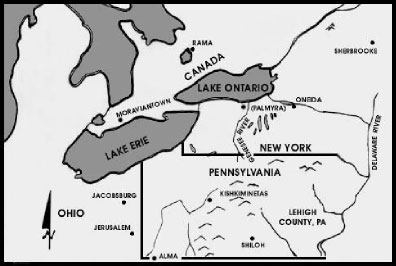 RAMA
CANADA
SHERBROOKE
LAKE ONTARIO
ONEIDA
(PALMYRA)
MORAVIANTOWN
GENESEE RIVER
DELAWARE RIVER
LAKE ERIE
NEW YORK
PENNSYLVANIA
KISHKIMINETAS
JACOBSBURG
OHIO
LEHIGH
COUNTY, PA
JERUSALEM
SHILOH
ALMA
N